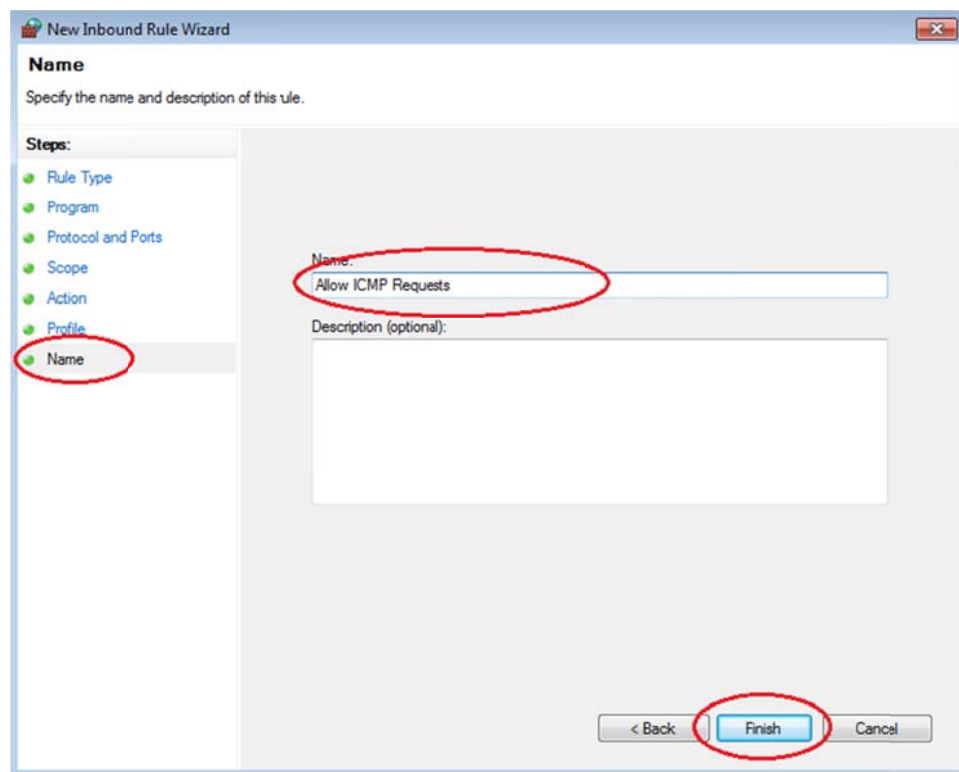 New Inbound Rule Wizard
Name
Specify the name and description of this rule.
Steps:
Rule Type
Program
Protocol and Ports
Scope
Action
Profile
Name
Name:
Allow ICMP Requests
Description (optional):
< Back
Finish
Cancel